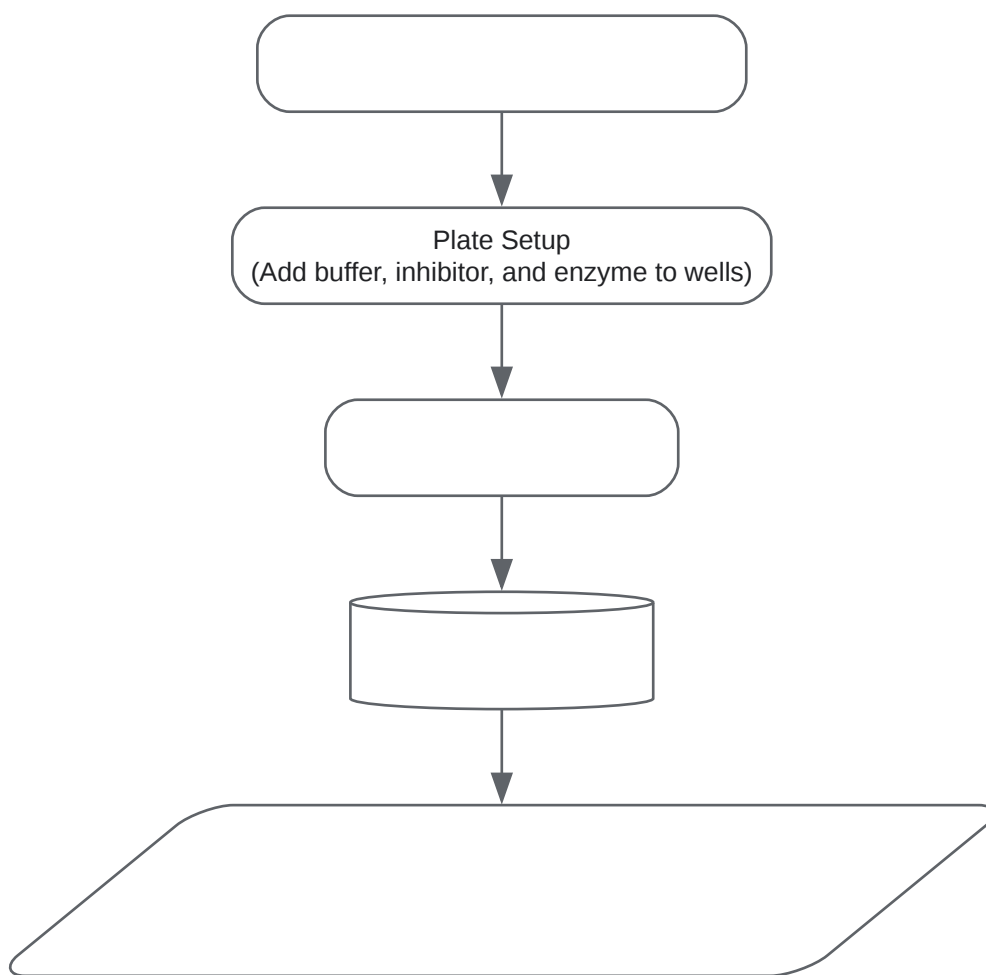 Plate Setup
(Add buffer, inhibitor, and enzyme to wells)